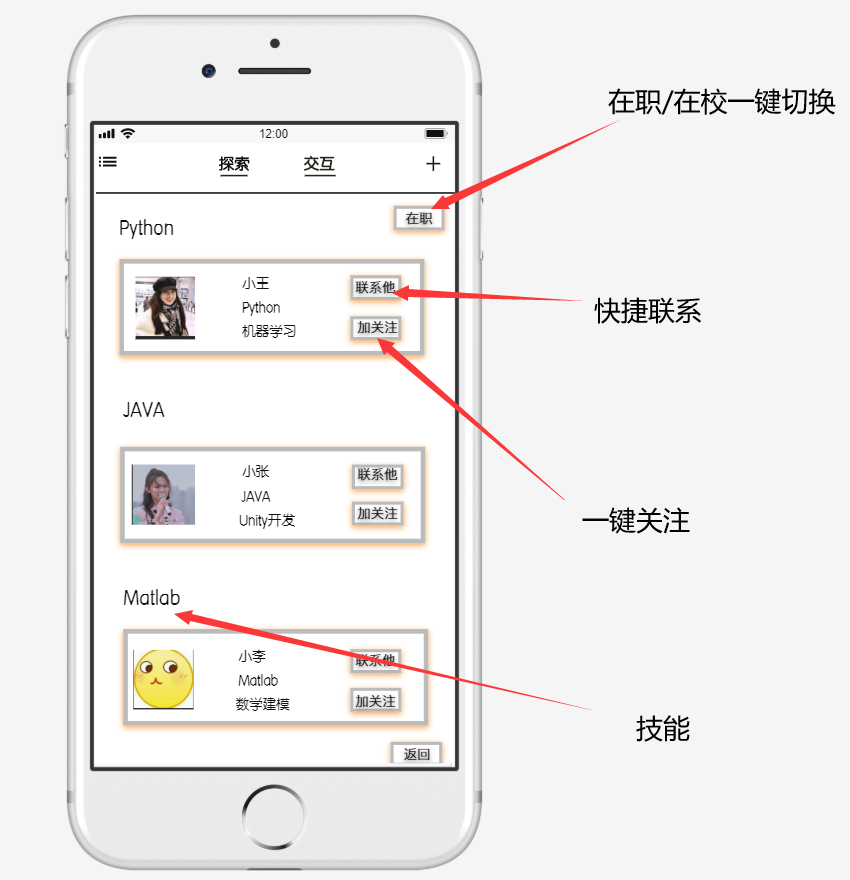 在职/在校一键切换
12:00
探索 交互 +
在职
Python
小王
联系他
Python
加关注
机器学习
快捷联系
JAVA
小张
联系他
JAVA
加关注
Unity开发
一键关注
Matlab
小李
联系他
Matlab
加关注
数学建模
技能
返回